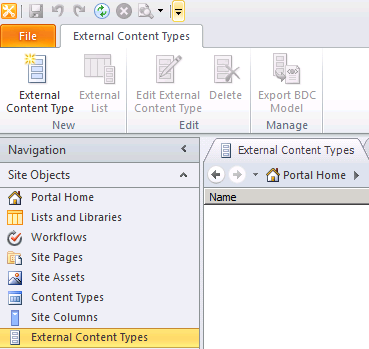 File External Content Types
External External Edit External Delete Export BDC
Content Type List Content Type Model
New Edit Manage
Navigation External Content Types
Site Objects Portal Home
Portal Home Name
Lists and Libraries
Workflows
Site Pages
Site Assets
Content Types
Site Columns
External Content Types